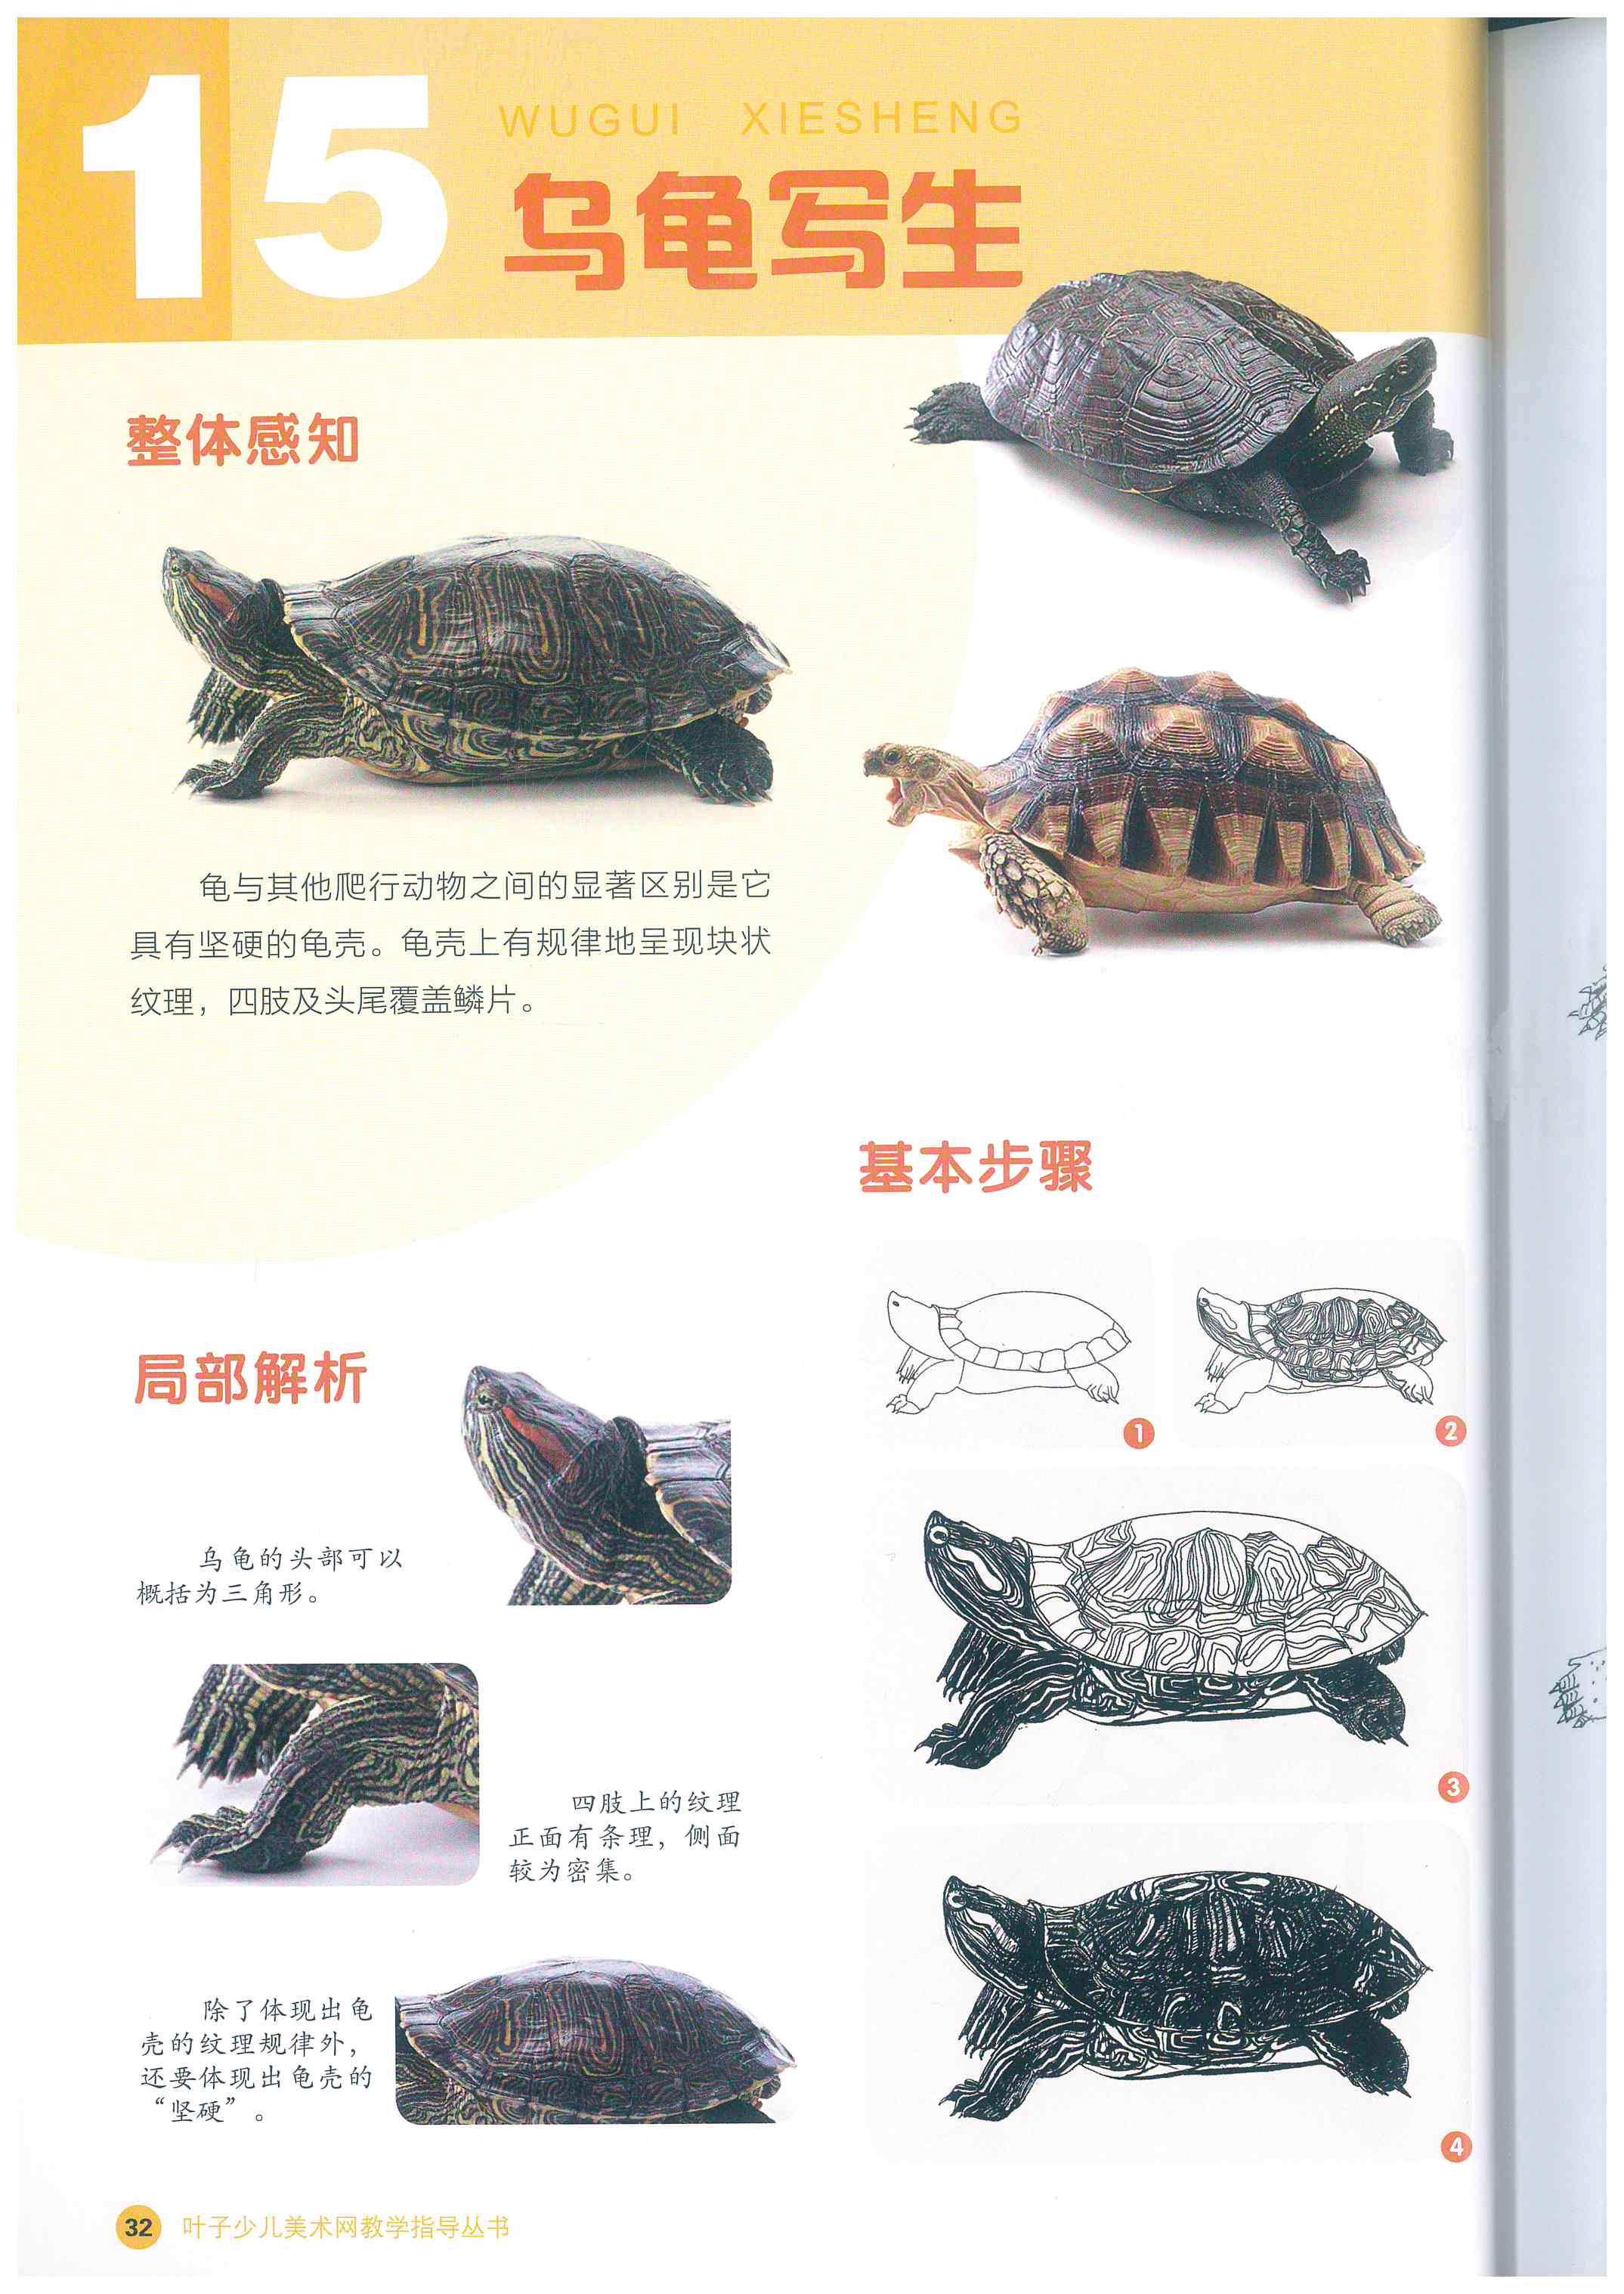 15
WUGUI XIESHENG
乌龟写生
整体感知
龟与其他爬行动物之间的显著区别是它
具有坚硬的龟壳。龟壳上有规律地呈现块状
纹理，四肢及头尾覆盖鳞片。
局部解析
乌龟的头部可以
概括为三角形。
四肢上的纹理
正面有条理，侧面
较为密集。
除了体现出龟
壳的纹理规律外，
还要体现出龟壳的
“坚硬”。
基本步骤
1
2
3
4
32 叶子少儿美术网教学指导丛书